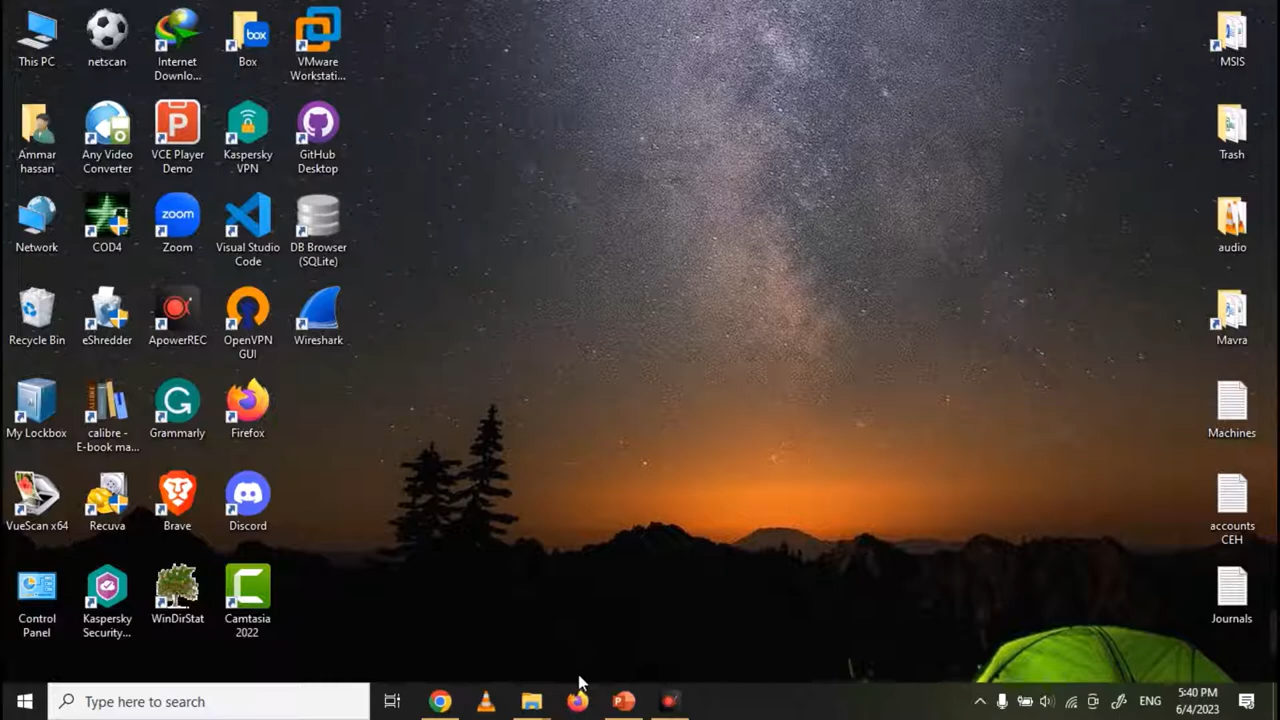 This PC
netscan
Internet
Downlo...
box
Box
VMware
Workstati...
MSIS
Ammar
hassan
Any Video
Converter
P
VCE Player
Demo
Kaspersky
VPN
GitHub
Desktop
Trash
Network
COD4
zoom
Zoom
Visual Studio
Code
DB Browser
(SQLite)
audio
Recycle Bin
eShredder
ApowerREC
OpenVPN
GUI
Wireshark
Mavra
My Lockbox
calibre -
E-book ma...
Grammarly
Firefox
Machines
VueScan x64
Recuva
Brave
Discord
accounts
CEH
Control
Panel
Kaspersky
Security...
WinDirStat
Camtasia
2022
Journals
Type here to search
ENG
5:40 PM
6/4/2023